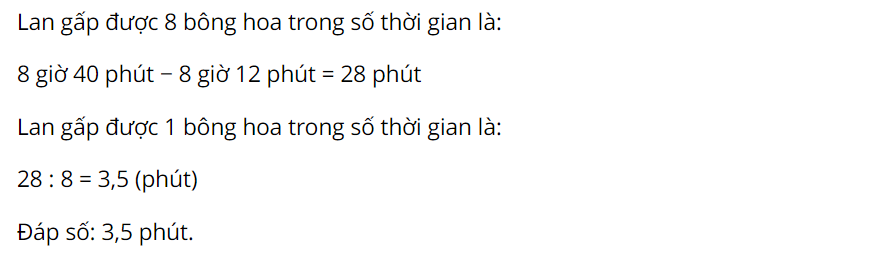 Lan gấp được 8 bông hoa trong số thời gian là:
8 giờ 40 phút − 8 giờ 12 phút = 28 phút
Lan gấp được 1 bông hoa trong số thời gian là:
28 : 8 = 3,5 (phút)
Đáp số: 3,5 phút.